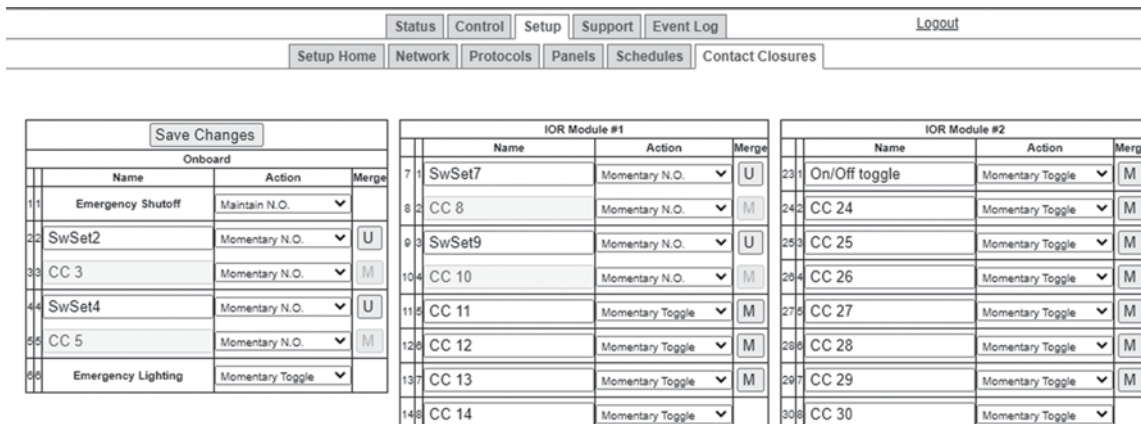 Status Control Setup Support Event Log Logout
Setup Home Network Protocols Panels Schedules Contact Closures
Save Changes
Onboard
Name Action Merge
1 1 Emergency Shutoff Maintain N.O.
2 2 SwSet2 Momentary N.O. U
3 3 CC 3 Momentary N.O. M
4 4 SwSet4 Momentary N.O. U
5 5 CC 5 Momentary N.O. M
6 6 Emergency Lighting Momentary Toggle
IOR Module #1
Name Action Merge
7 1 SwSet7 Momentary N.O. U
8 2 CC 8 Momentary N.O. M
9 3 SwSet9 Momentary N.O. U
10 4 CC 10 Momentary N.O. M
11 5 CC 11 Momentary Toggle M
12 6 CC 12 Momentary Toggle M
13 7 CC 13 Momentary Toggle M
14 8 CC 14 Momentary Toggle
IOR Module #2
Name Action Merg
23 1 On/Off toggle Momentary Toggle M
24 2 CC 24 Momentary Toggle M
25 3 CC 25 Momentary Toggle M
26 4 CC 26 Momentary Toggle M
27 5 CC 27 Momentary Toggle M
28 6 CC 28 Momentary Toggle M
29 7 CC 29 Momentary Toggle M
30 8 CC 30 Momentary Toggle